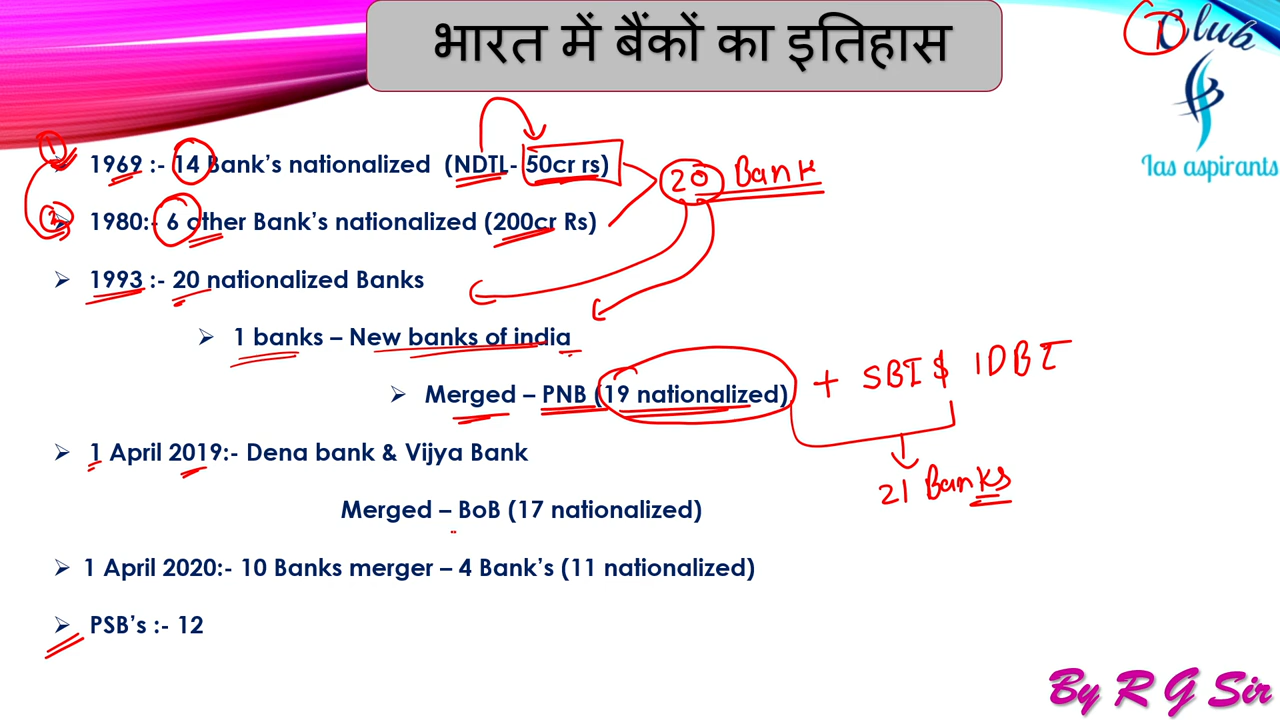 भारत में बैंकों का इतिहास
Club
Ias aspirants
1
1969 :- 14 Bank's nationalized (NDTL- 50cr rs)
20 Bank
2
1980:- 6 other Bank's nationalized (200cr Rs)
1993 :- 20 nationalized Banks
1 banks – New banks of india
Merged – PNB (19 nationalized)
+ SBI $ IDBI
1 April 2019:- Dena bank & Vijya Bank
21 Banks
Merged – BoB (17 nationalized)
1 April 2020:- 10 Banks merger – 4 Bank's (11 nationalized)
PSB's :- 12
By R G Sir